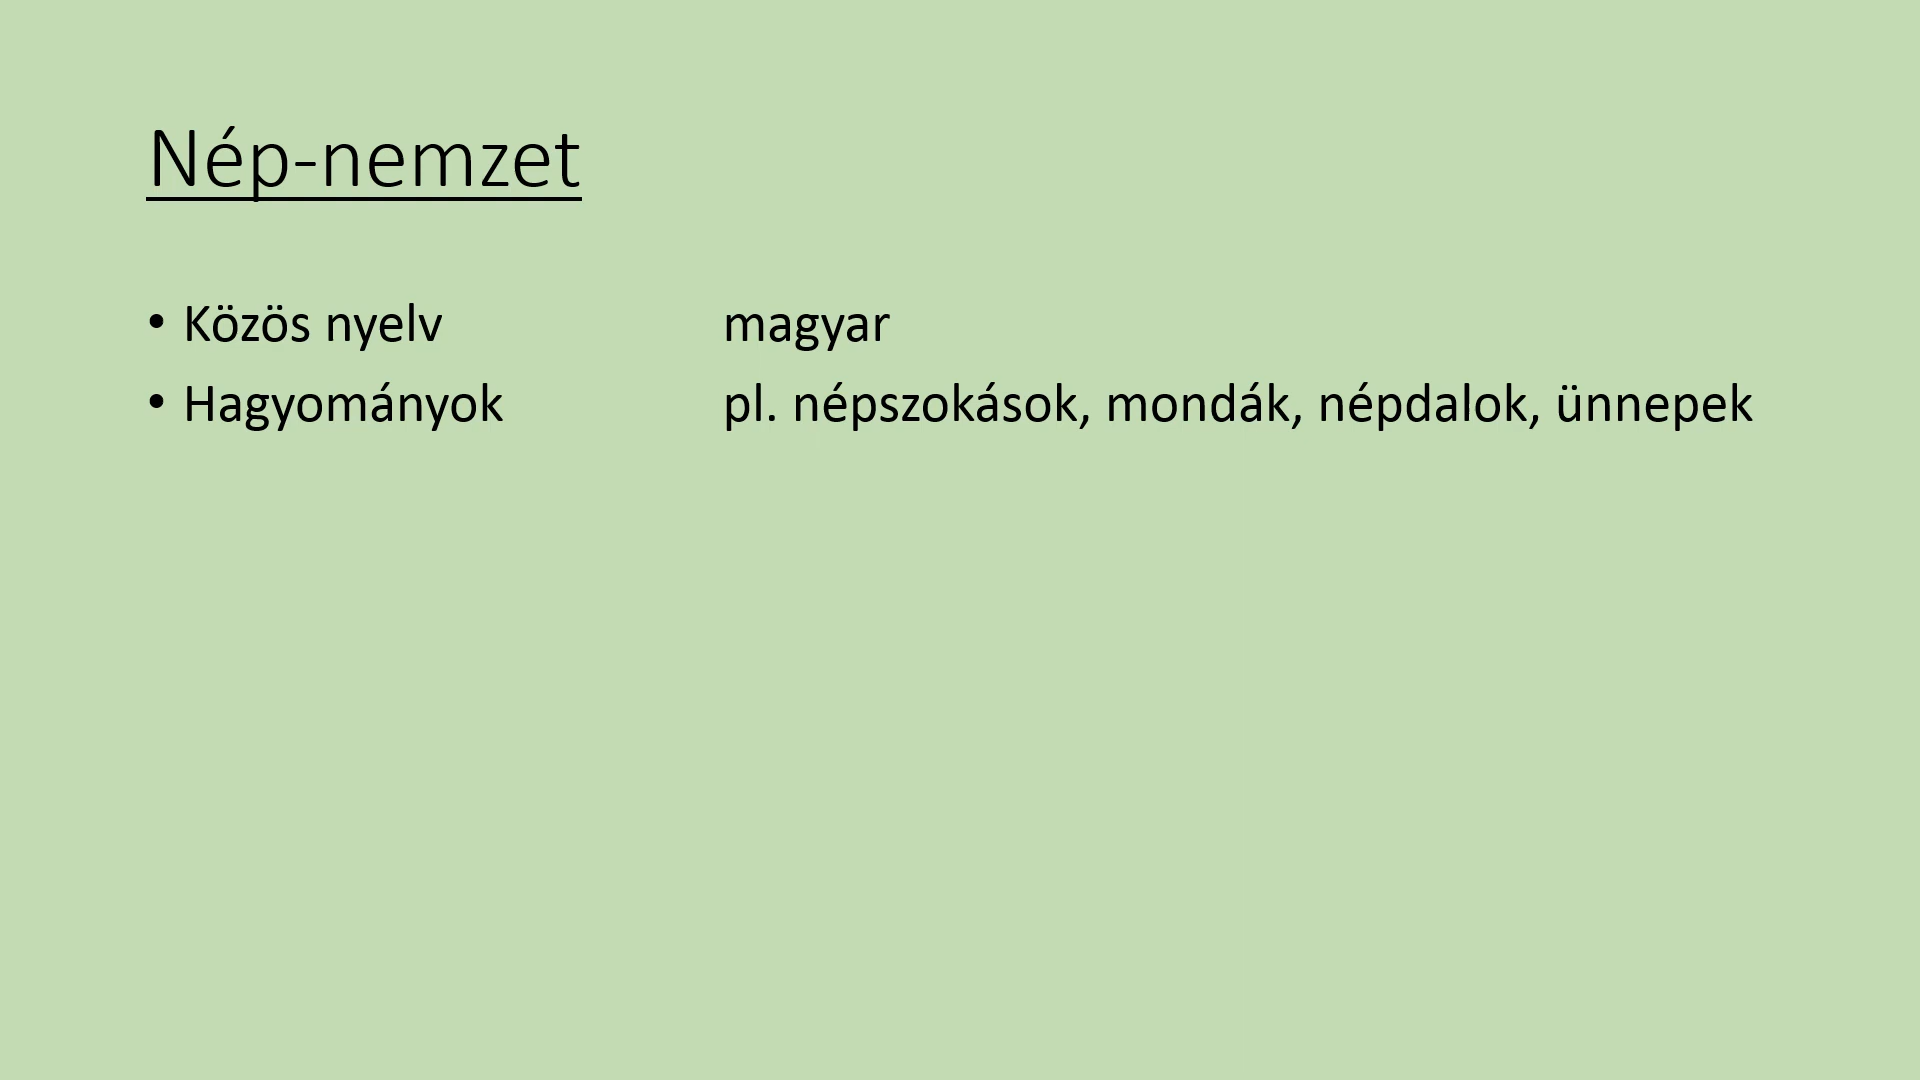 Nép-nemzet
• Közös nyelv magyar
• Hagyományok pl. népszokások, mondák, népdalok, ünnepek